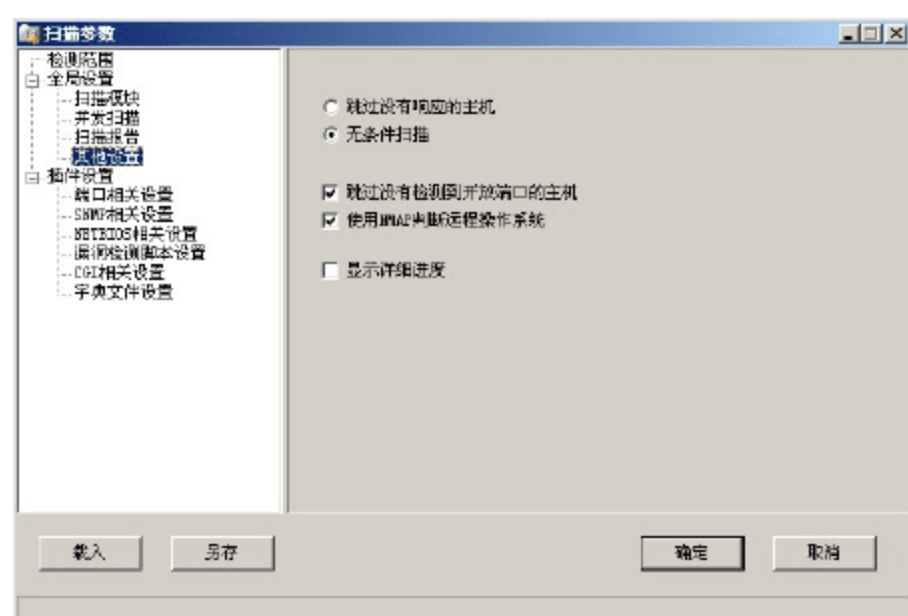 扫描参数
检测范围
全局设置
扫描模块
并发扫描
扫描报告
其他设置
插件设置
端口相关设置
SNMP相关设置
NETBIOS相关设置
漏洞检测脚本设置
CGI相关设置
字典文件设置
跳过没有响应的主机
无条件扫描
跳过没有检测到开放端口的主机
使用NMAP判断远程操作系统
显示详细进度
载入
另存
确定
取消